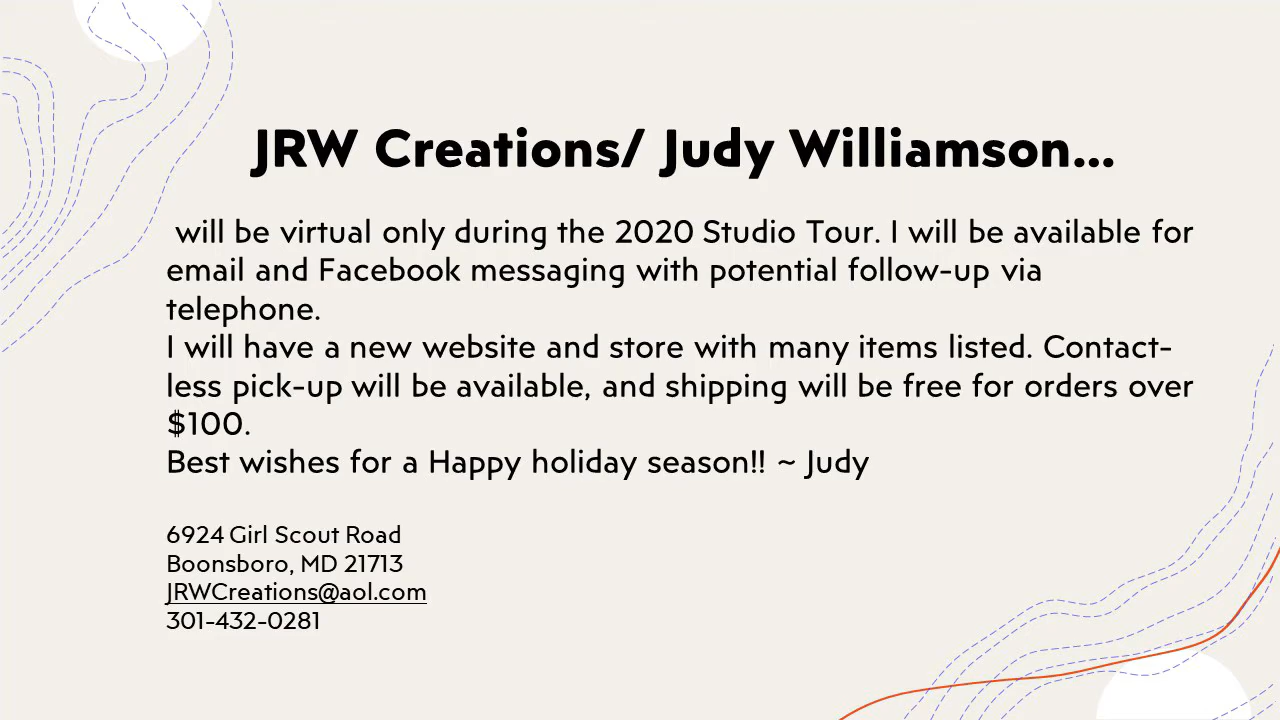 JRW Creations/ Judy Williamson...
will be virtual only during the 2020 Studio Tour. I will be available for
email and Facebook messaging with potential follow-up via
telephone.
I will have a new website and store with many items listed. Contact-
less pick-up will be available, and shipping will be free for orders over
$100.
Best wishes for a Happy holiday season!! ~ Judy
6924 Girl Scout Road
Boonsboro, MD 21713
JRWCreations@aol.com
301-432-0281